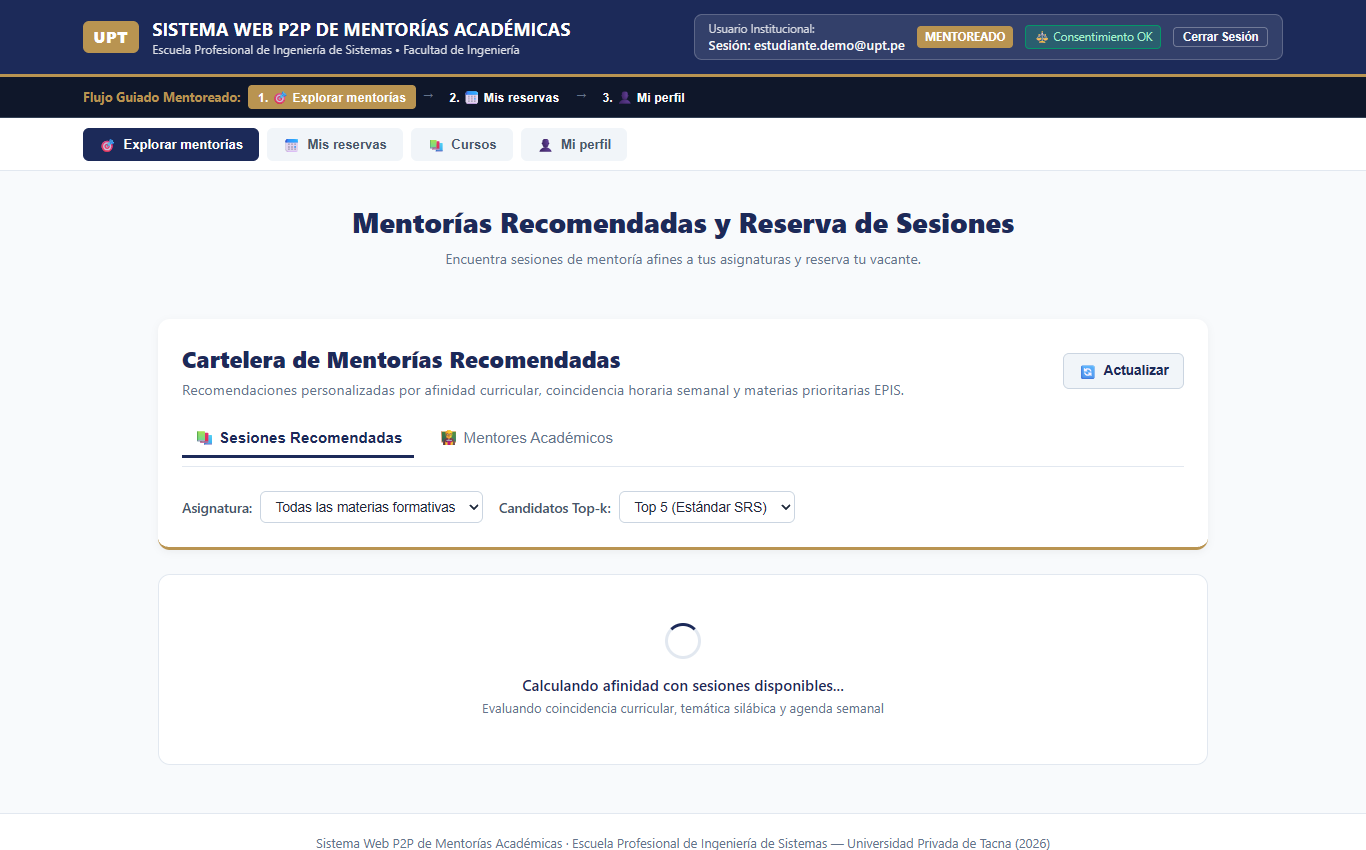 UPT
SISTEMA WEB P2P DE MENTORÍAS ACADÉMICAS
Escuela Profesional de Ingeniería de Sistemas • Facultad de Ingeniería
Usuario Institucional:
Sesión: estudiante.demo@upt.pe
MENTOREADO
Consentimiento OK
Cerrar Sesión
Flujo Guiado Mentoreado: 1. Explorar mentorías → 2. Mis reservas → 3. Mi perfil
Explorar mentorías Mis reservas Cursos Mi perfil
Mentorías Recomendadas y Reserva de Sesiones
Encuentra sesiones de mentoría afines a tus asignaturas y reserva tu vacante.
Cartelera de Mentorías Recomendadas
Recomendaciones personalizadas por afinidad curricular, coincidencia horaria semanal y materias prioritarias EPIS.
Actualizar
Sesiones Recomendadas Mentores Académicos
Asignatura: Todas las materias formativas Candidatos Top-k: Top 5 (Estándar SRS)
Calculando afinidad con sesiones disponibles...
Evaluando coincidencia curricular, temática silábica y agenda semanal
Sistema Web P2P de Mentorías Académicas · Escuela Profesional de Ingeniería de Sistemas — Universidad Privada de Tacna (2026)